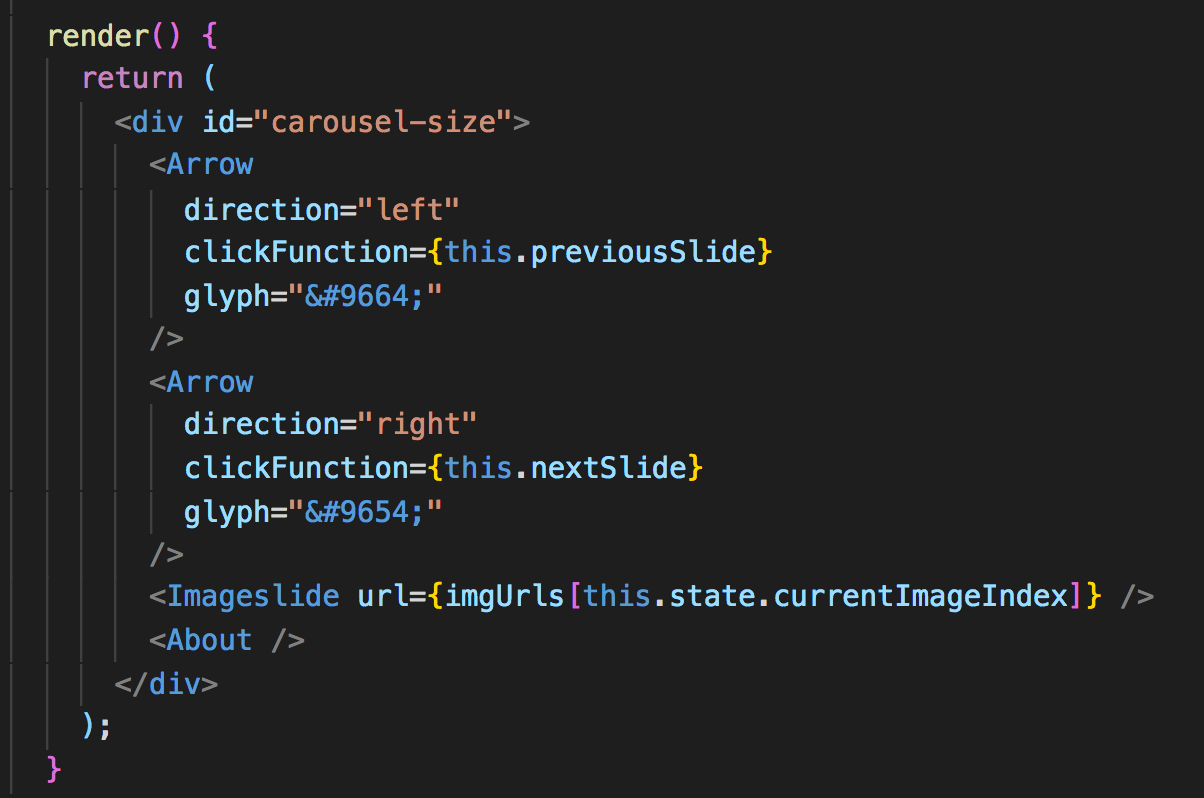 render() {
  return (
    <div id="carousel-size">
      <Arrow
        direction="left"
        clickFunction={this.previousSlide}
        glyph="&#9664;"
      />
      <Arrow
        direction="right"
        clickFunction={this.nextSlide}
        glyph="&#9654;"
      />
      <Imageslide url={imgUrls[this.state.currentImageIndex]} />
      <About />
    </div>
  );
}